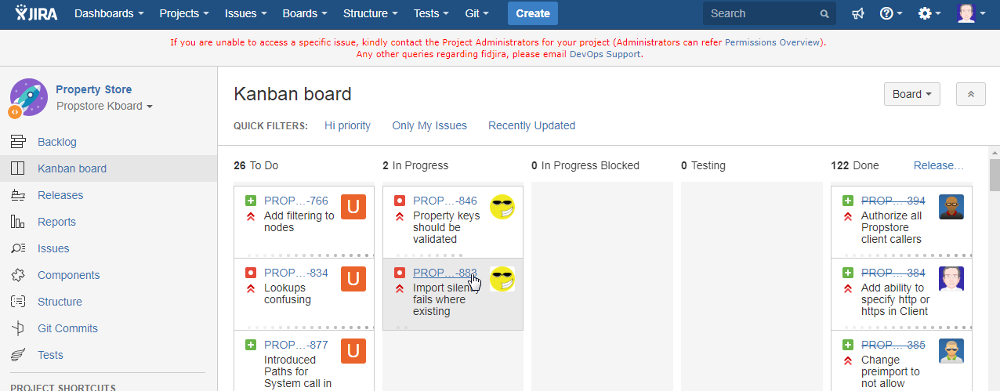 JIRA Dashboards Projects Issues Boards Structure Tests Git Create Search
If you are unable to access a specific issue, kindly contact the Project Administrators for your project (Administrators can refer Permissions Overview).
Any other queries regarding fidjira, please email DevOps Support.
Property Store
Propstore Kboard
Backlog
Kanban board
Releases
Reports
Issues
Components
Structure
Git Commits
Tests
PROJECT SHORTCUTS
Kanban board
Board
QUICK FILTERS: Hi priority Only My Issues Recently Updated
26 To Do
2 In Progress
0 In Progress Blocked
0 Testing
122 Done
Release...
PROP...-766
U
Add filtering to
nodes
PROP...-834
U
Lookups
confusing
PROP...-877
U
Introduced
Paths for
System call in
PROP...-846
Property keys
should be
validated
PROP...-883
Import silently
fails where
existing
PROP...-394
Authorize all
Propstore
client callers
PROP...-384
Add ability to
specify http or
https in Client
PROP...-385
Change
preimport to
not allow